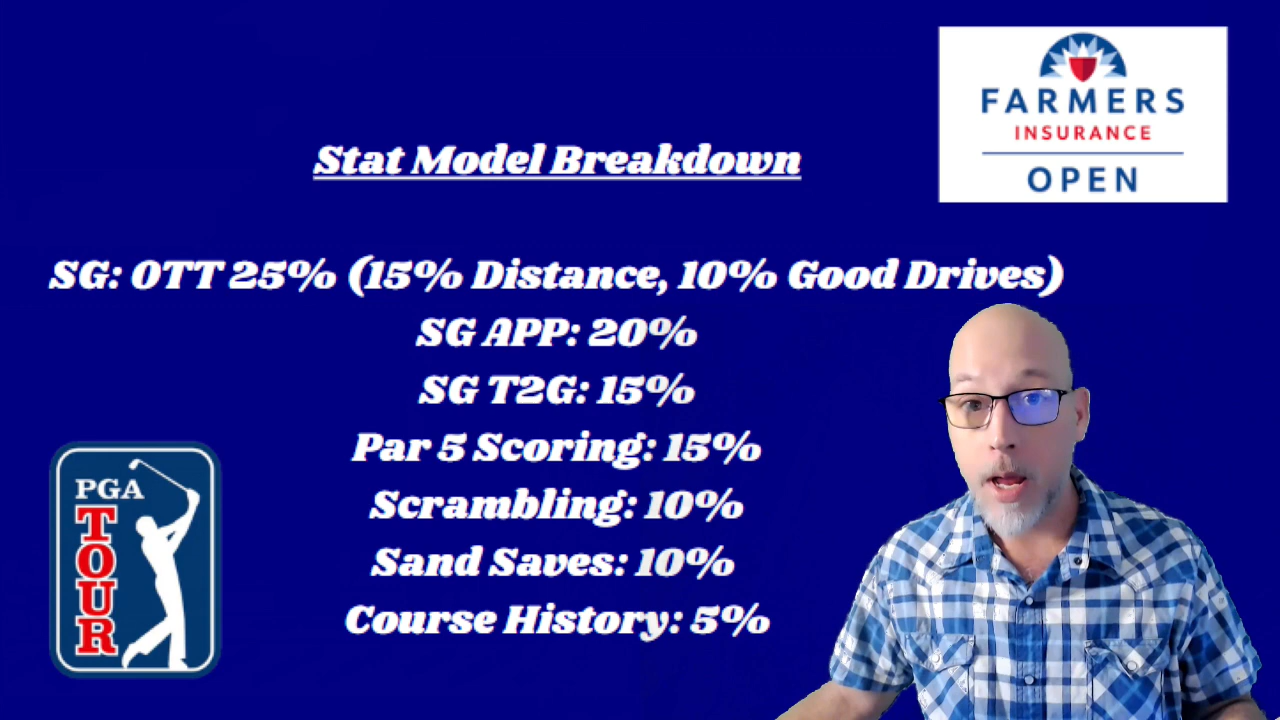 FARMERS
INSURANCE
OPEN
Stat Model Breakdown
SG: OTT 25% (15% Distance, 10% Good Drives)
SG APP: 20%
SG T2G: 15%
Par 5 Scoring: 15%
Scrambling: 10%
Sand Saves: 10%
Course History: 5%
PGA
TOUR